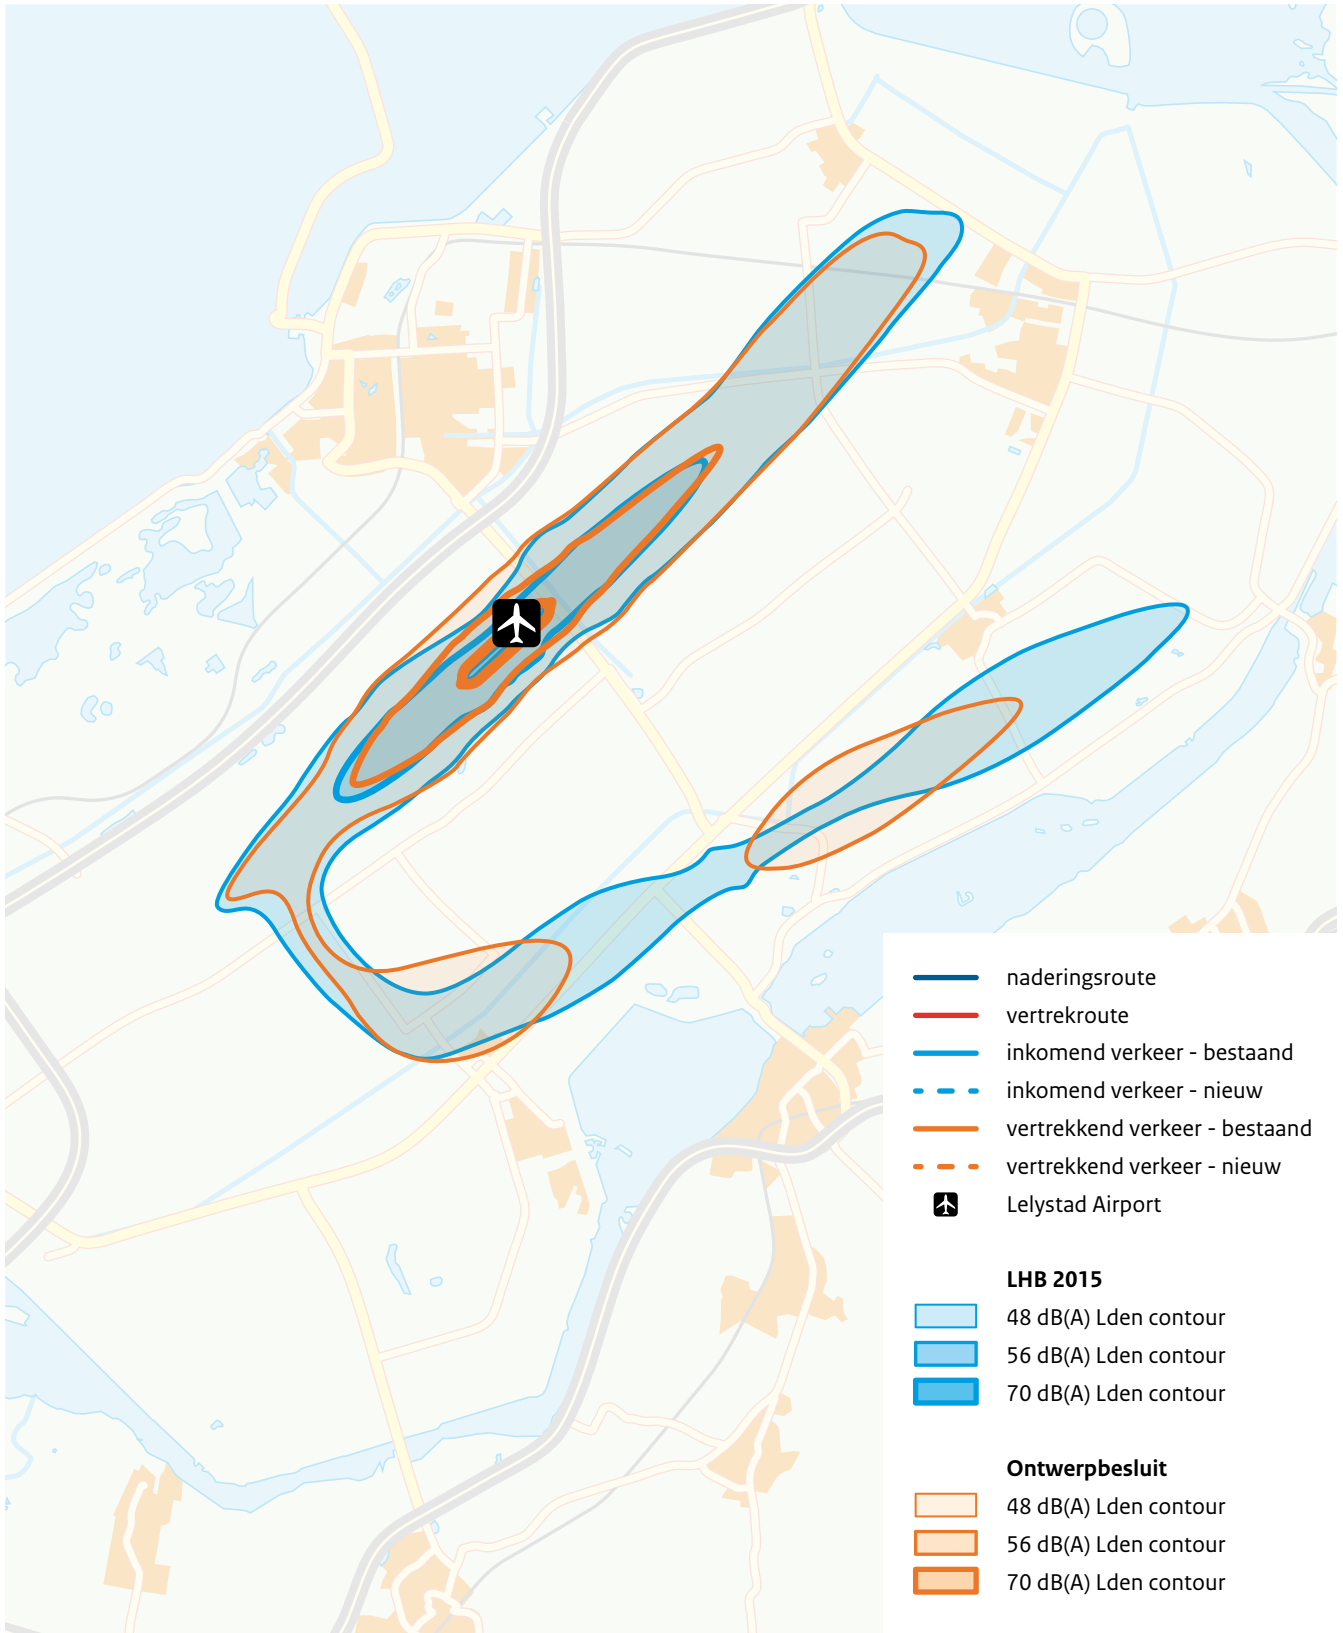 naderingsroute
vertrekroute
inkomend verkeer - bestaand
inkomend verkeer - nieuw
vertrekkend verkeer - bestaand
vertrekkend verkeer - nieuw
Lelystad Airport
LHB 2015
48 dB(A) Lden contour
56 dB(A) Lden contour
70 dB(A) Lden contour
Ontwerpbesluit
48 dB(A) Lden contour
56 dB(A) Lden contour
70 dB(A) Lden contour